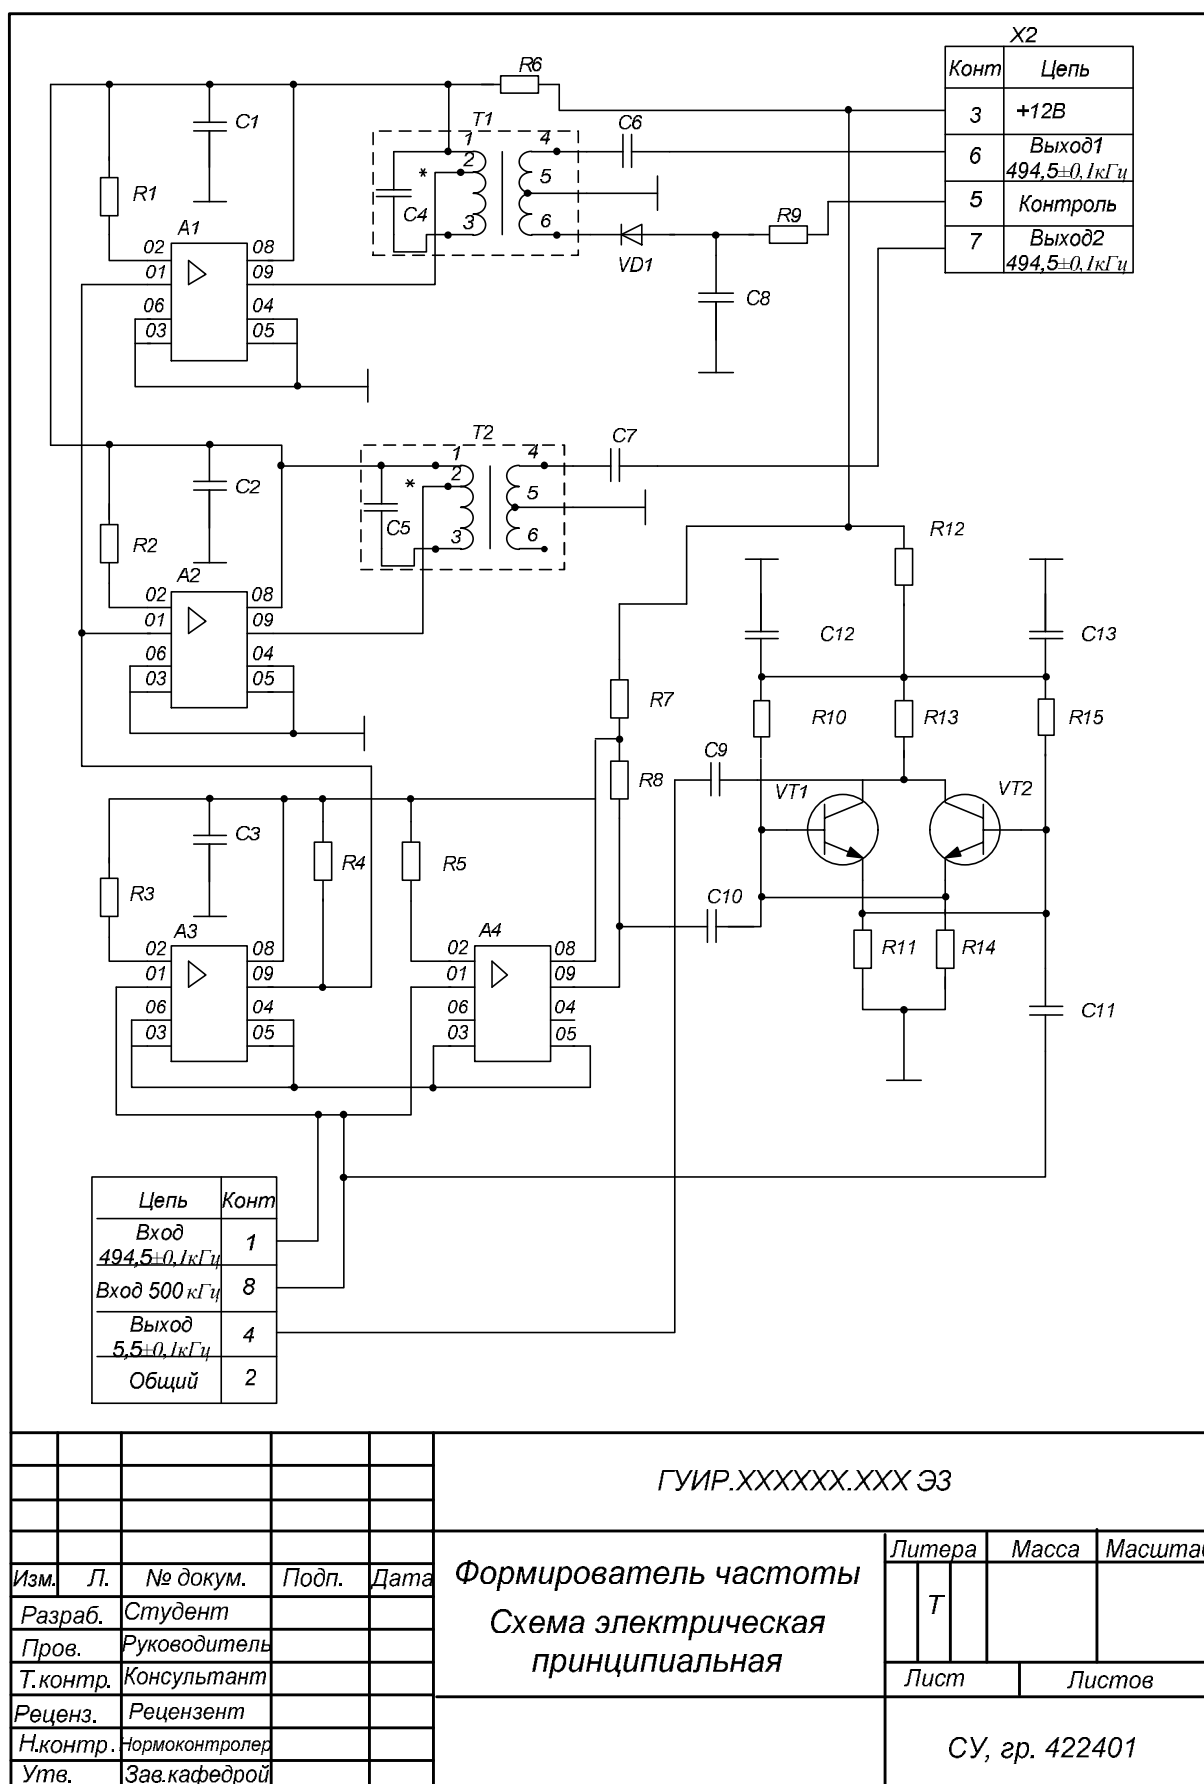 X2
Конт Цепь
3 +12В
6 Выход1
494,5±0,1кГц
5 Контроль
7 Выход2
494,5±0,1кГц
R6
C1
T1
C6
1
2
3
4
5
6
*
C4
R1
R9
VD1
C8
A1
02 08
01 09
06 04
03 05
T2
C7
1
2
3
4
5
6
*
C5
C2
R2
R12
A2
02 08
01 09
06 04
03 05
C12
C13
R7
R10
R13
R15
C9
R8
VT1
VT2
C3
R4
R5
R3
C10
A3
02 08
01 09
06 04
03 05
A4
02 08
01 09
06 04
03 05
R11
R14
C11
Цепь Конт
Вход
494,5±0,1кГц
1
Вход 500 кГц 8
Выход
5,5±0,1кГц
4
Общий 2
ГУИР.XXXXXX.XXX ЭЗ
Изм. Л. № докум. Подп. Дата
Разраб. Студент
Пров. Руководитель
Т.контр. Консультант
Реценз. Рецензент
Н.контр. Нормоконтролер
Утв. Зав.кафедрой
Формирователь частоты
Схема электрическая
принципиальная
Литера Масса Масштаб
Т
Лист Листов
СУ, гр. 422401